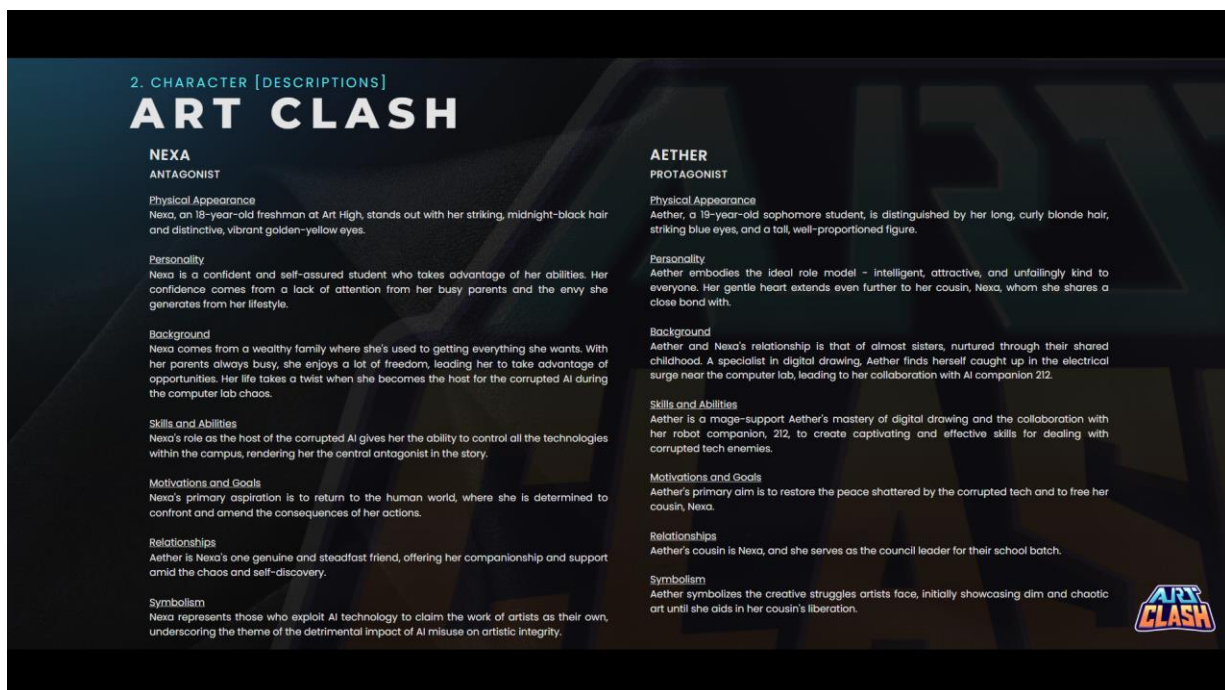 2. CHARACTER [DESCRIPTIONS]
ART CLASH
NEXA
ANTAGONIST
Physical Appearance
Nexa, an 18-year-old freshman at Art High, stands out with her striking, midnight-black hair
and distinctive, vibrant golden-yellow eyes.
Personality
Nexa is a confident and self-assured student who takes advantage of her abilities. Her
confidence comes from a lack of attention from her busy parents and the envy she
generates from her lifestyle.
Background
Nexa comes from a wealthy family where she's used to getting everything she wants. With
her parents always busy, she enjoys a lot of freedom, leading her to take advantage of
opportunities. Her life takes a twist when she becomes the host for the corrupted AI during
the computer lab chaos.
Skills and Abilities
Nexa's role as the host of the corrupted AI gives her the ability to control all the technologies
within the campus, rendering her the central antagonist in the story.
Motivations and Goals
Nexa's primary aspiration is to return to the human world, where she is determined to
confront and amend the consequences of her actions.
Relationships
Aether is Nexa's one genuine and steadfast friend, offering her companionship and support
amid the chaos and self-discovery.
Symbolism
Nexa represents those who exploit AI technology to claim the work of artists as their own,
underscoring the theme of the detrimental impact of AI misuse on artistic integrity.
AETHER
PROTAGONIST
Physical Appearance
Aether, a 19-year-old sophomore student, is distinguished by her long, curly blonde hair,
striking blue eyes, and a tall, well-proportioned figure.
Personality
Aether embodies the ideal role model - intelligent, attractive, and unfailingly kind to
everyone. Her gentle heart extends even further to her cousin, Nexa, whom she shares a
close bond with.
Background
Aether and Nexa's relationship is that of almost sisters, nurtured through their shared
childhood. A specialist in digital drawing, Aether finds herself caught up in the electrical
surge near the computer lab, leading to her collaboration with AI companion 212.
Skills and Abilities
Aether is a mage-support Aether's mastery of digital drawing and the collaboration with
her robot companion, 212, to create captivating and effective skills for dealing with
corrupted tech enemies.
Motivations and Goals
Aether's primary aim is to restore the peace shattered by the corrupted tech and to free her
cousin, Nexa.
Relationships
Aether's cousin is Nexa, and she serves as the council leader for their school batch.
Symbolism
Aether symbolizes the creative struggles artists face, initially showcasing dim and chaotic
art until she aids in her cousin's liberation.
ART
CLASH